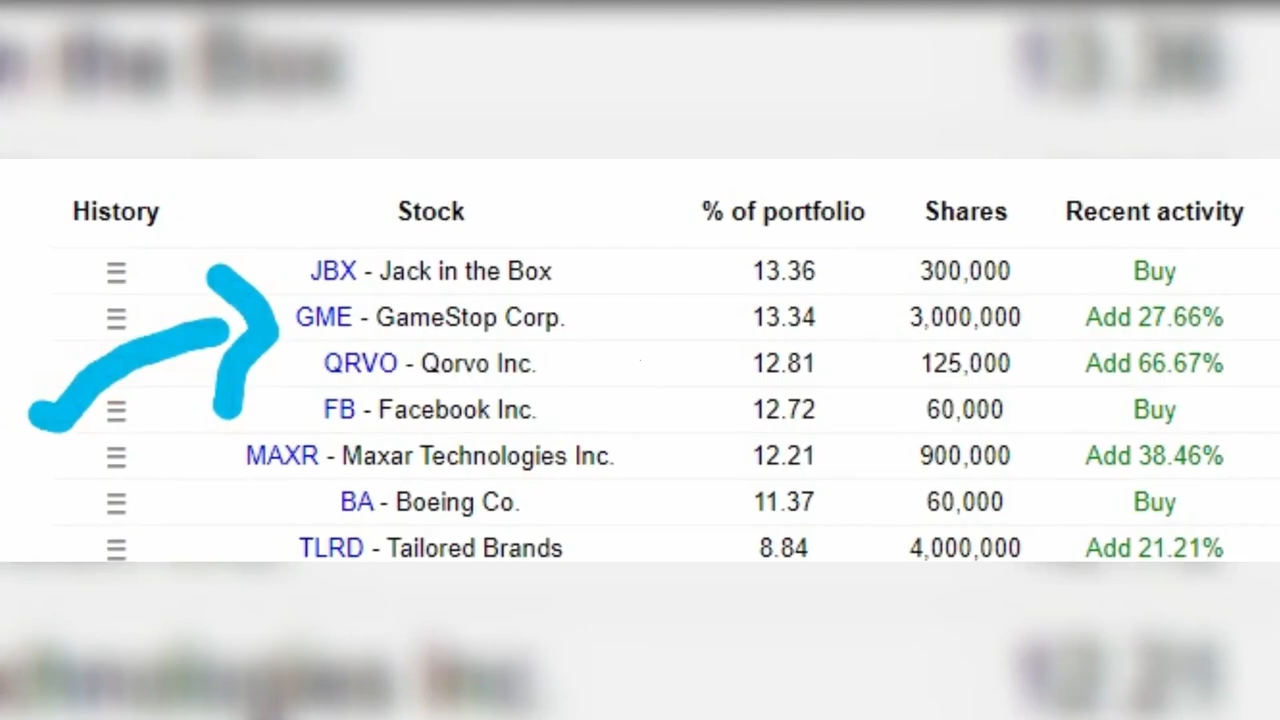 n the Box 13.36
History Stock % of portfolio Shares Recent activity
JBX - Jack in the Box 13.36 300,000 Buy
GME - GameStop Corp. 13.34 3,000,000 Add 27.66%
QRVO - Qorvo Inc. 12.81 125,000 Add 66.67%
FB - Facebook Inc. 12.72 60,000 Buy
MAXR - Maxar Technologies Inc. 12.21 900,000 Add 38.46%
BA - Boeing Co. 11.37 60,000 Buy
TLRD - Tailored Brands 8.84 4,000,000 Add 21.21%